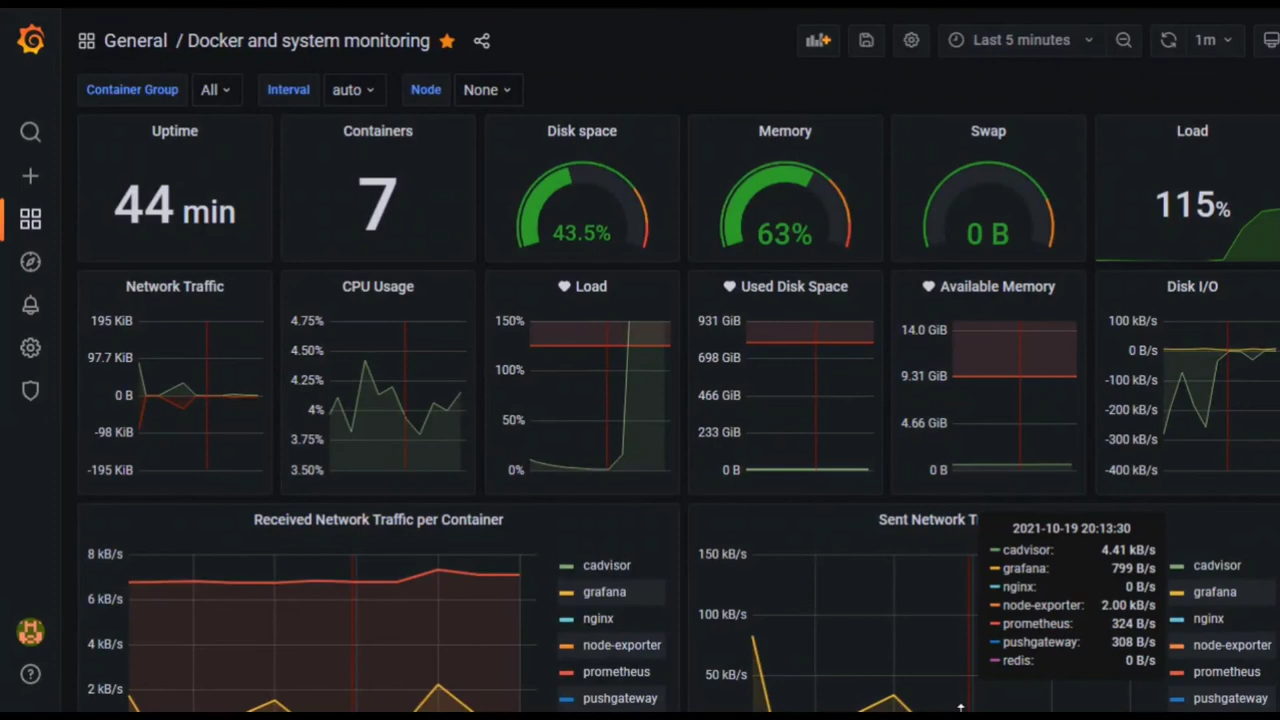 General / Docker and system monitoring
Last 5 minutes
1m
Container Group All Interval auto Node None
Uptime
44 min
Containers
7
Disk space
43.5%
Memory
63%
Swap
0 B
Load
115%
Network Traffic
195 KiB
97.7 KiB
0 B
-98 KiB
-195 KiB
CPU Usage
4.75%
4.50%
4.25%
4%
3.75%
3.50%
Load
150%
100%
50%
0%
Used Disk Space
931 GiB
698 GiB
466 GiB
233 GiB
0 B
Available Memory
14.0 GiB
9.31 GiB
4.66 GiB
0 B
Disk I/O
100 kB/s
0 B/s
-100 kB/s
-200 kB/s
-300 kB/s
-400 kB/s
Received Network Traffic per Container
8 kB/s
6 kB/s
4 kB/s
2 kB/s
cadvisor
grafana
nginx
node-exporter
prometheus
pushgateway
Sent Network T
150 kB/s
100 kB/s
50 kB/s
2021-10-19 20:13:30
cadvisor: 4.41 kB/s
grafana: 799 B/s
nginx: 0 B/s
node-exporter: 2.00 kB/s
prometheus: 324 B/s
pushgateway: 308 B/s
redis: 0 B/s
cadvisor
grafana
nginx
node-exporter
prometheus
pushgateway